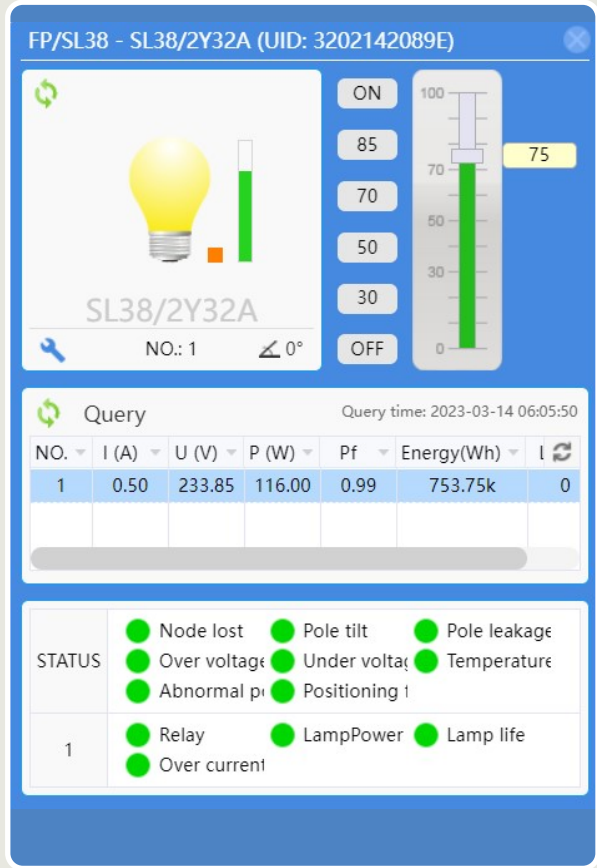 FP/SL38 - SL38/2Y32A (UID: 3202142089E)
ON
85
70
50
30
OFF
100
70
50
30
0
75
SL38/2Y32A
NO.: 1 0°
Query Query time: 2023-03-14 06:05:50
NO. I (A) U (V) P (W) Pf Energy(Wh)
1 0.50 233.85 116.00 0.99 753.75k 0
STATUS
Node lost Pole tilt Pole leakage
Over voltage Under voltag Temperature
Abnormal p Positioning
1
Relay LampPower Lamp life
Over current